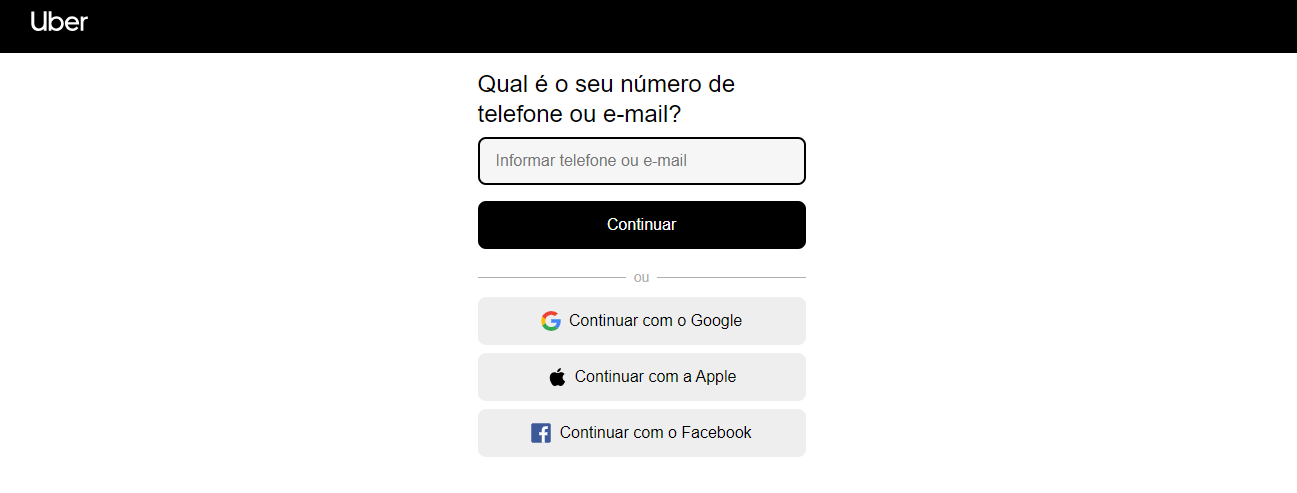 Uber
Qual é o seu número de
telefone ou e-mail?
Informar telefone ou e-mail
Continuar
ou
Continuar com o Google
Continuar com a Apple
Continuar com o Facebook